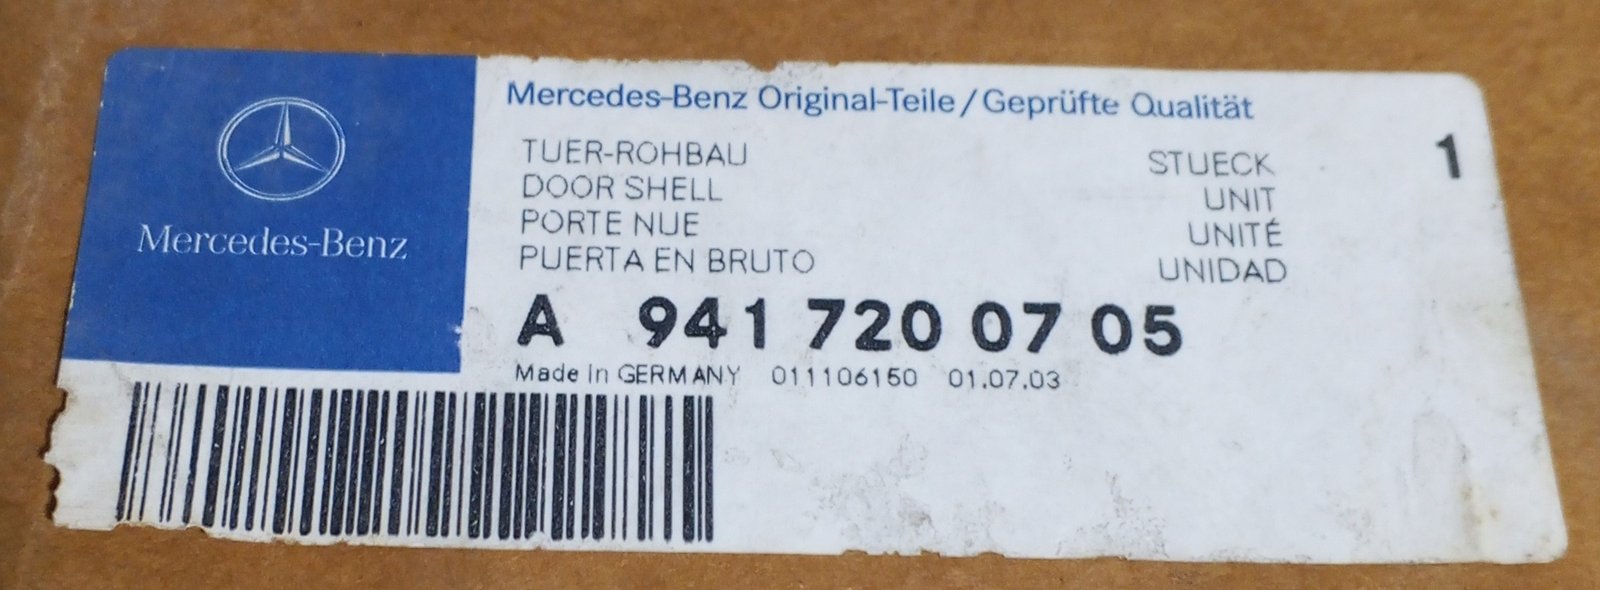 Mercedes-Benz
Mercedes-Benz Original-Teile/Geprüfte Qualität
TUER-ROHBAU STUECK 1
DOOR SHELL UNIT
PORTE NUE UNITÉ
PUERTA EN BRUTO UNIDAD
A 941 720 07 05
Made in GERMANY 011106150 01.07.03